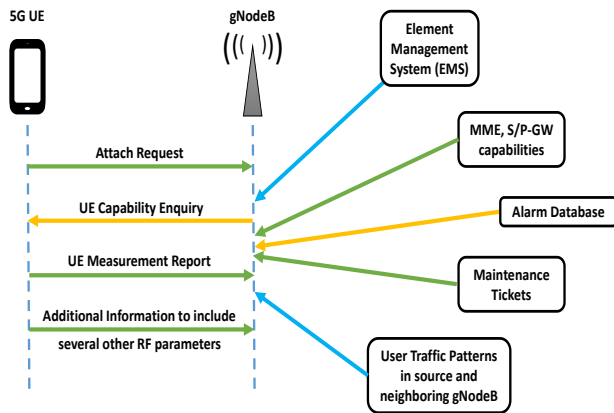 5G UE
gNodeB
Element
Management
System (EMS)
MME, S/P-GW
capabilities
Attach Request
UE Capability Enquiry
Alarm Database
UE Measurement Report
Maintenance
Tickets
Additional Information to include
several other RF parameters
User Traffic Patterns
in source and
neighboring gNodeB